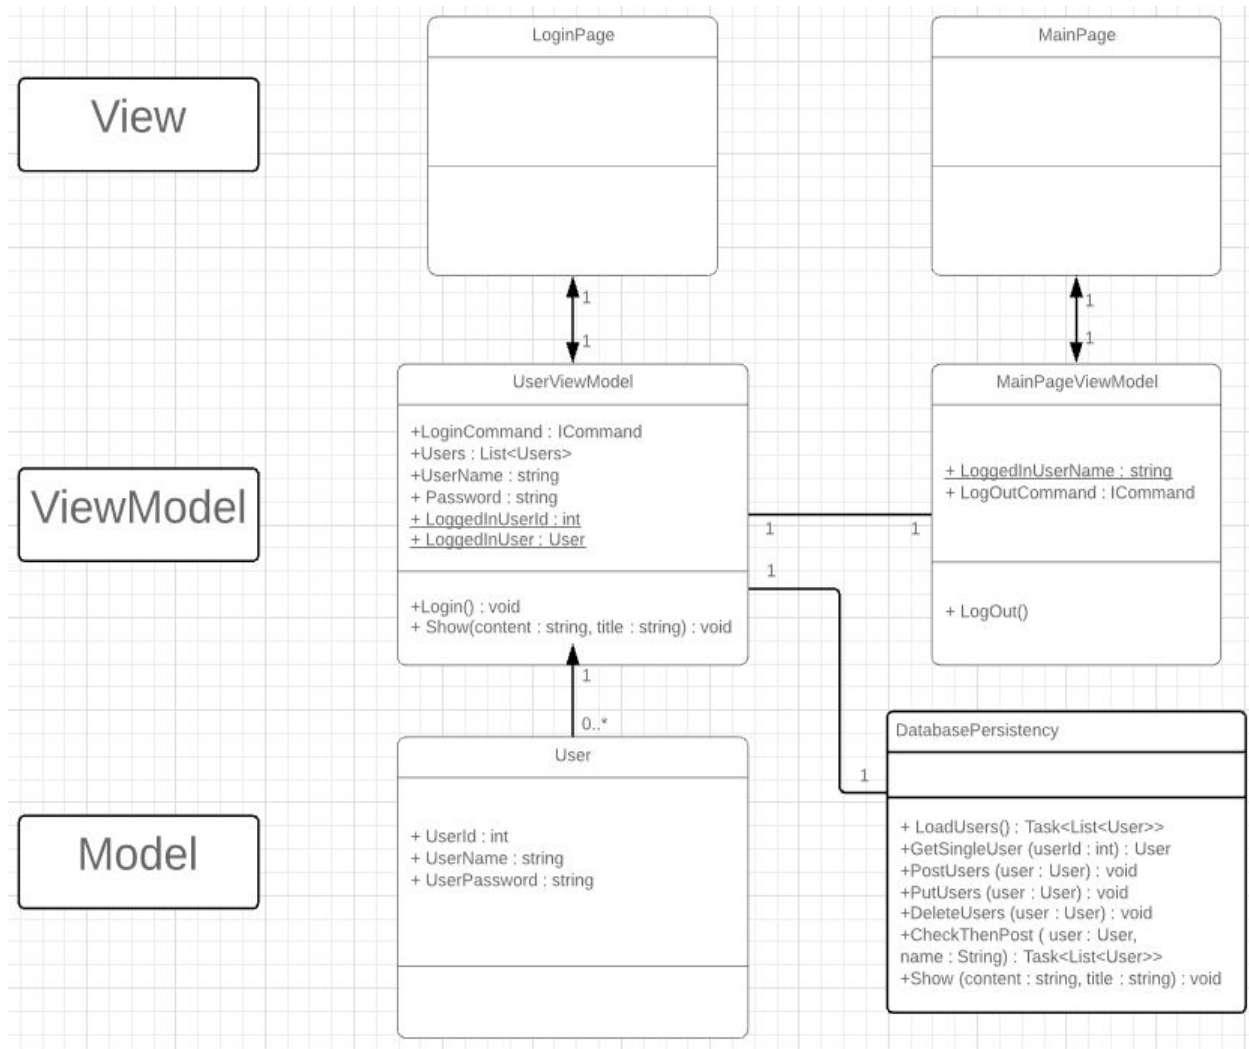 LoginPage
MainPage
View
1
1
1
1
UserViewModel
MainPageViewModel
+LoginCommand : ICommand
+Users : List<Users>
+UserName : string
+ Password : string
+ LoggedInUserId : int
+ LoggedInUser : User
+ LoggedInUserName : string
+ LogOutCommand : ICommand
ViewModel
1
1
1
+Login() : void
+ Show(content : string, title : string) : void
+ LogOut()
1
0..*
User
DatabasePersistency
1
Model
+ UserId : int
+ UserName : string
+ UserPassword : string
+ LoadUsers() : Task<List<User>>
+GetSingleUser (userId : int) : User
+PostUsers (user : User) : void
+PutUsers (user : User) : void
+DeleteUsers (user : User) : void
+CheckThenPost ( user : User,
name : String) : Task<List<User>>
+Show (content : string, title : string) : void